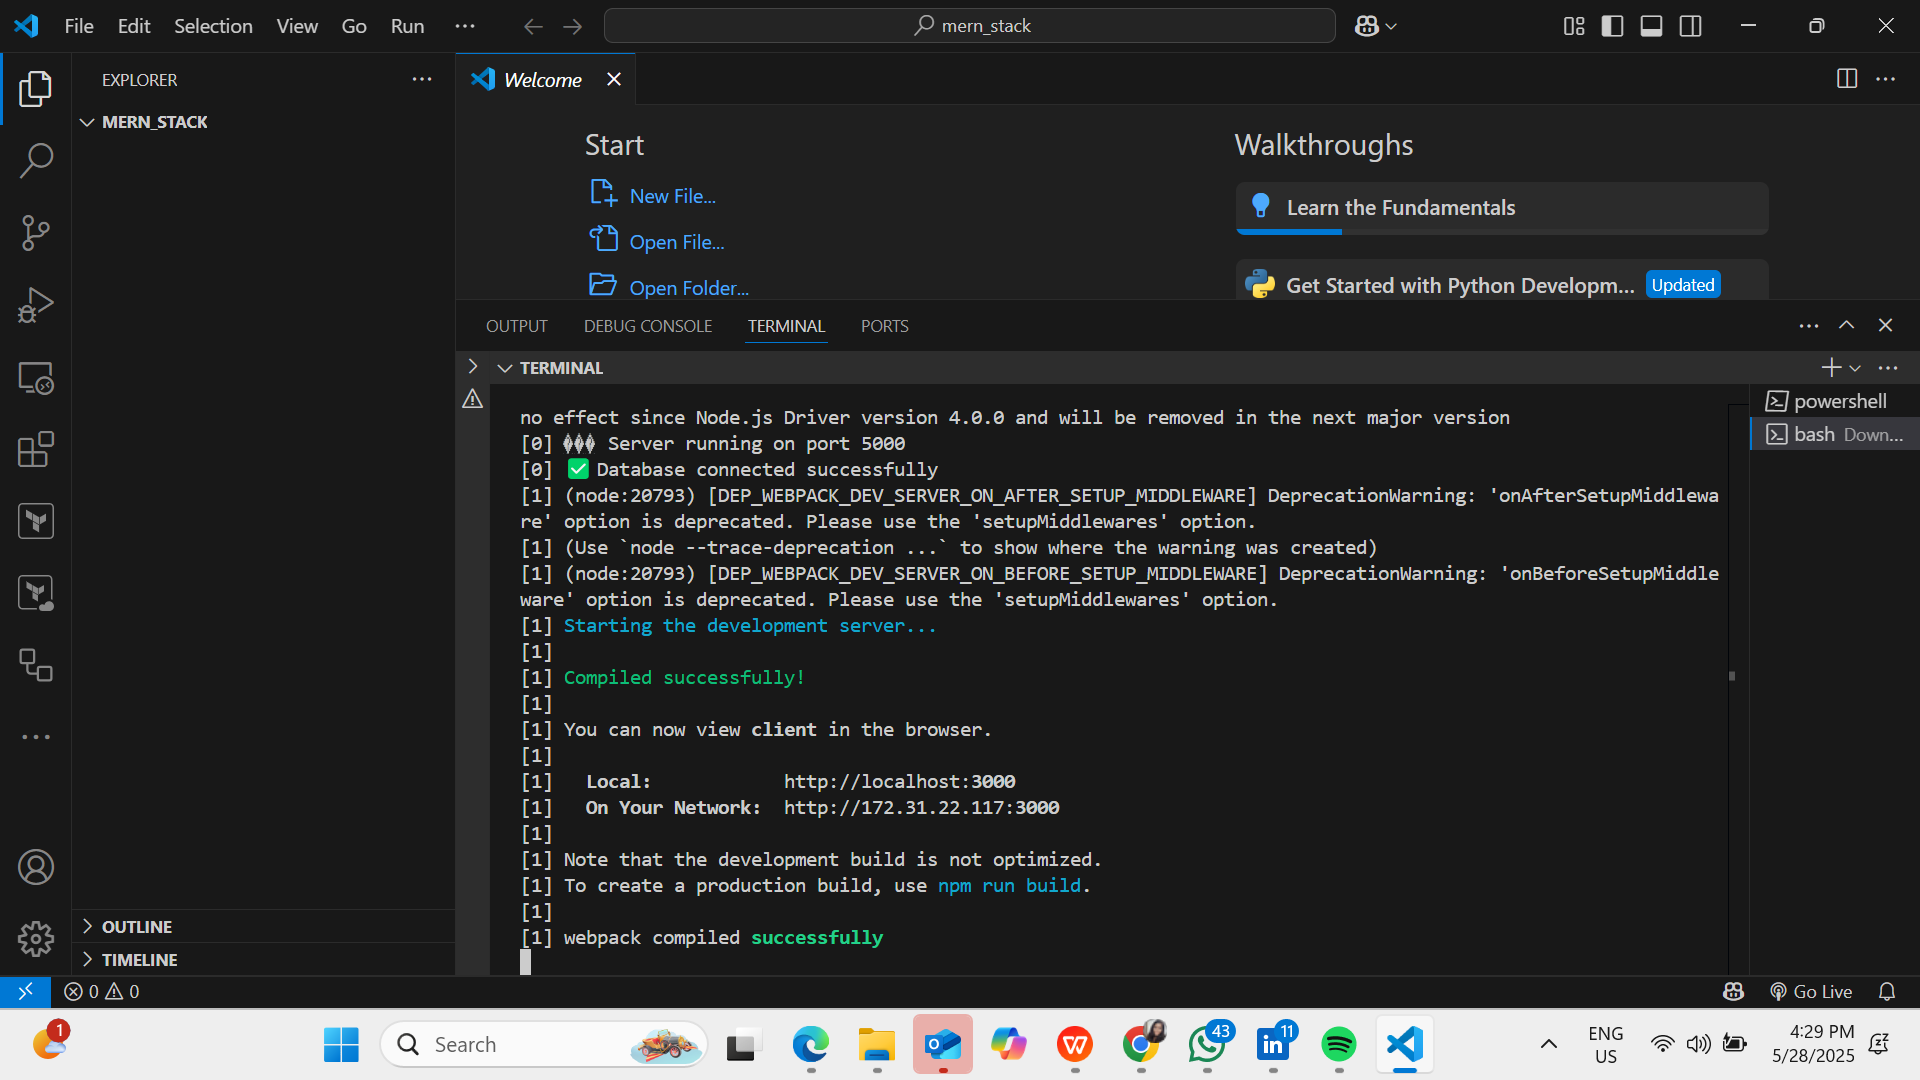 File Edit Selection View Go Run
mern_stack
EXPLORER
MERN_STACK
OUTLINE
TIMELINE
Welcome
Start
New File...
Open File...
Open Folder...
Walkthroughs
Learn the Fundamentals
Get Started with Python Developm... Updated
OUTPUT DEBUG CONSOLE TERMINAL PORTS
TERMINAL
powershell
bash Down...
no effect since Node.js Driver version 4.0.0 and will be removed in the next major version
[0] ��� Server running on port 5000
[0] ✅ Database connected successfully
[1] (node:20793) [DEP_WEBPACK_DEV_SERVER_ON_AFTER_SETUP_MIDDLEWARE] DeprecationWarning: 'onAfterSetupMiddlewa
re' option is deprecated. Please use the 'setupMiddlewares' option.
[1] (Use `node --trace-deprecation ...` to show where the warning was created)
[1] (node:20793) [DEP_WEBPACK_DEV_SERVER_ON_BEFORE_SETUP_MIDDLEWARE] DeprecationWarning: 'onBeforeSetupMiddle
ware' option is deprecated. Please use the 'setupMiddlewares' option.
[1] Starting the development server...
[1]
[1] Compiled successfully!
[1]
[1] You can now view client in the browser.
[1]
[1]   Local:            http://localhost:3000
[1]   On Your Network:  http://172.31.22.117:3000
[1]
[1] Note that the development build is not optimized.
[1] To create a production build, use npm run build.
[1]
[1] webpack compiled successfully
0 0
Go Live
1
Search
43
11
ENG
US
4:29 PM
5/28/2025